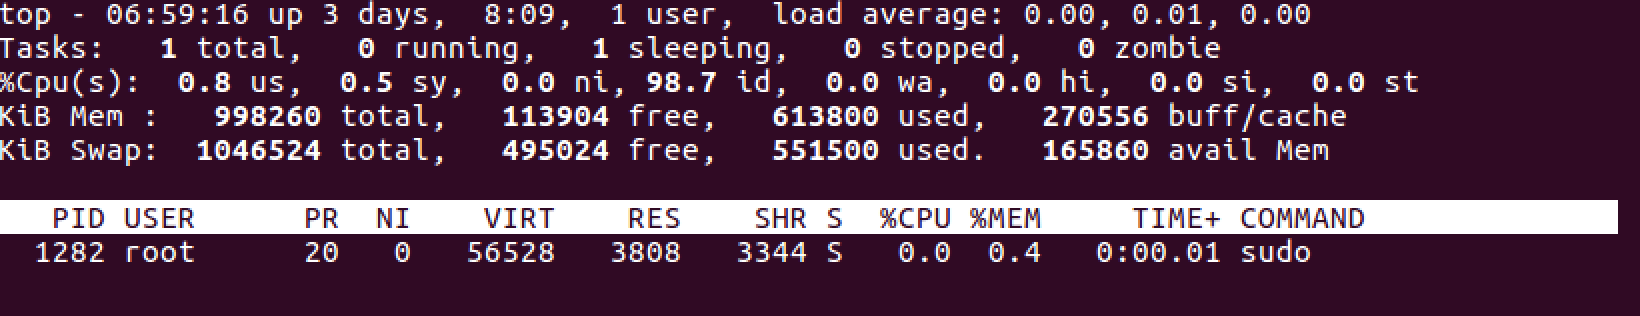 top - 06:59:16 up 3 days,  8:09,  1 user,  load average: 0.00, 0.01, 0.00
Tasks:   1 total,   0 running,   1 sleeping,   0 stopped,   0 zombie
%Cpu(s):  0.8 us,  0.5 sy,  0.0 ni, 98.7 id,  0.0 wa,  0.0 hi,  0.0 si,  0.0 st
KiB Mem :   998260 total,   113904 free,   613800 used,   270556 buff/cache
KiB Swap:  1046524 total,   495024 free,   551500 used.   165860 avail Mem
PID USER      PR  NI    VIRT    RES    SHR S  %CPU %MEM     TIME+ COMMAND
1282 root      20   0   56528   3808   3344 S   0.0  0.4   0:00.01 sudo